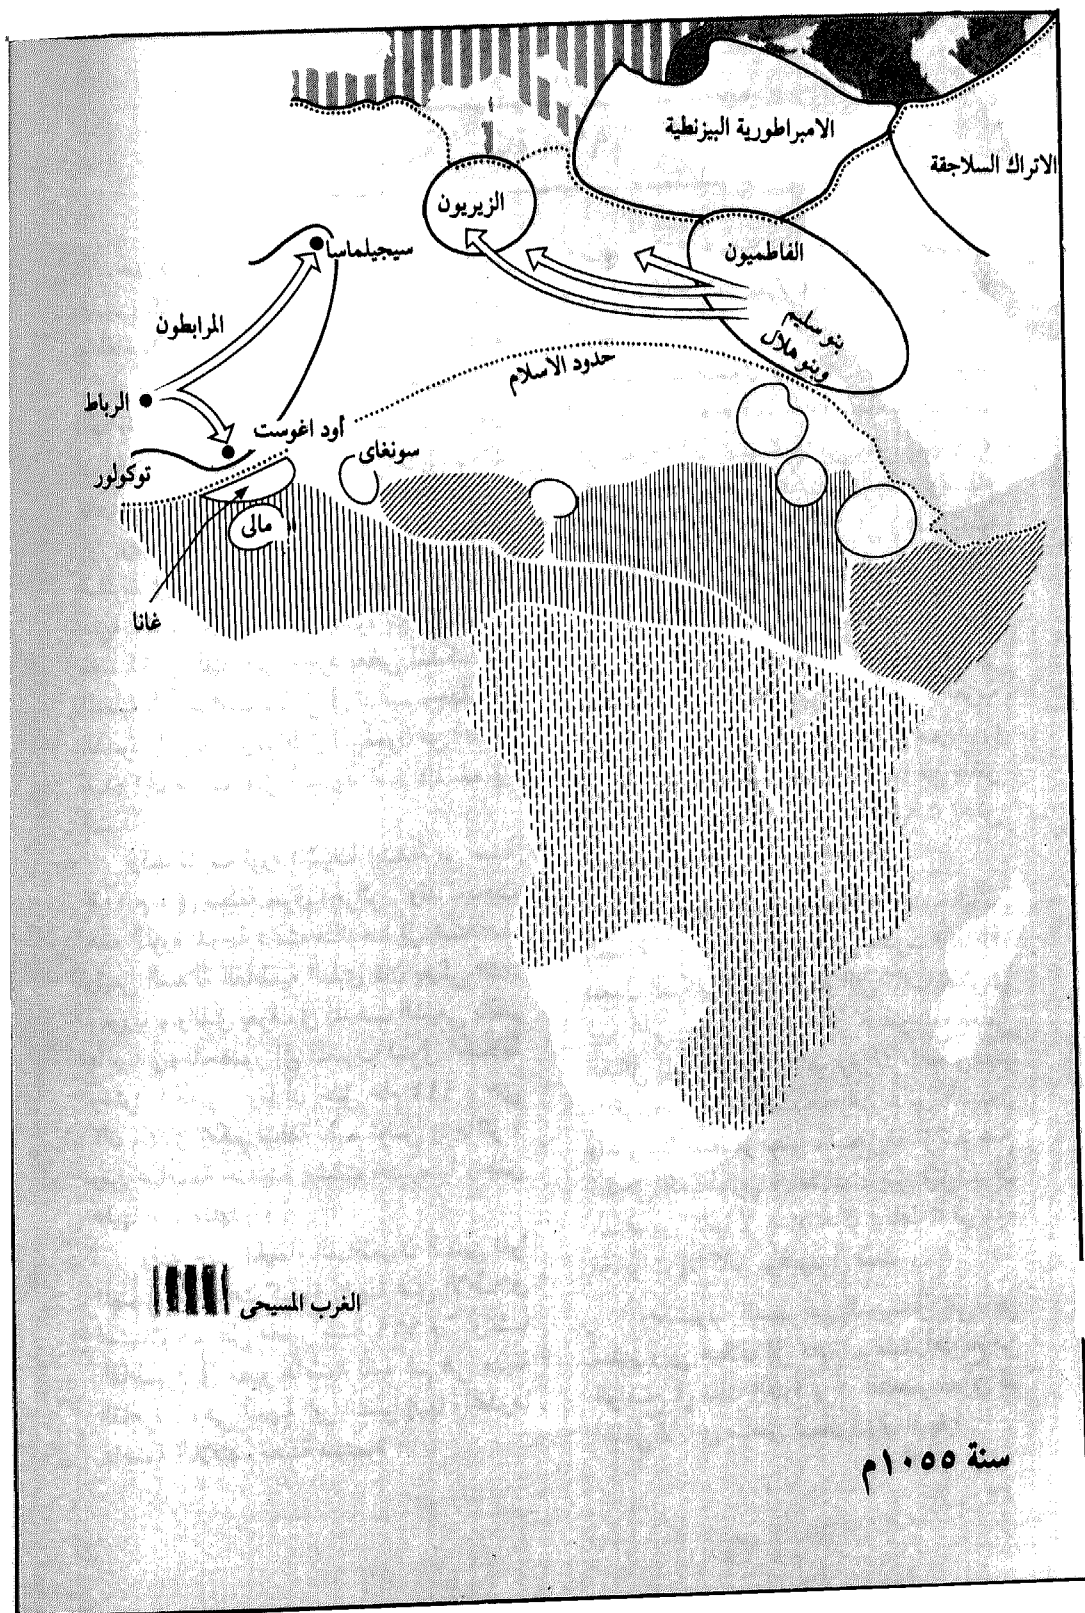 الامبراطورية البيزنطية
الاتراك السلاجقة
الزيريون
الفاطميون
سيجيلماسا
بنو سليم
وبنو هلال
المرابطون
حدود الاسلام
الرباط
أود اغوست
سونغاى
توكولور
مالى
غانا
الغرب المسيحى
سنة ١٠٥٥م